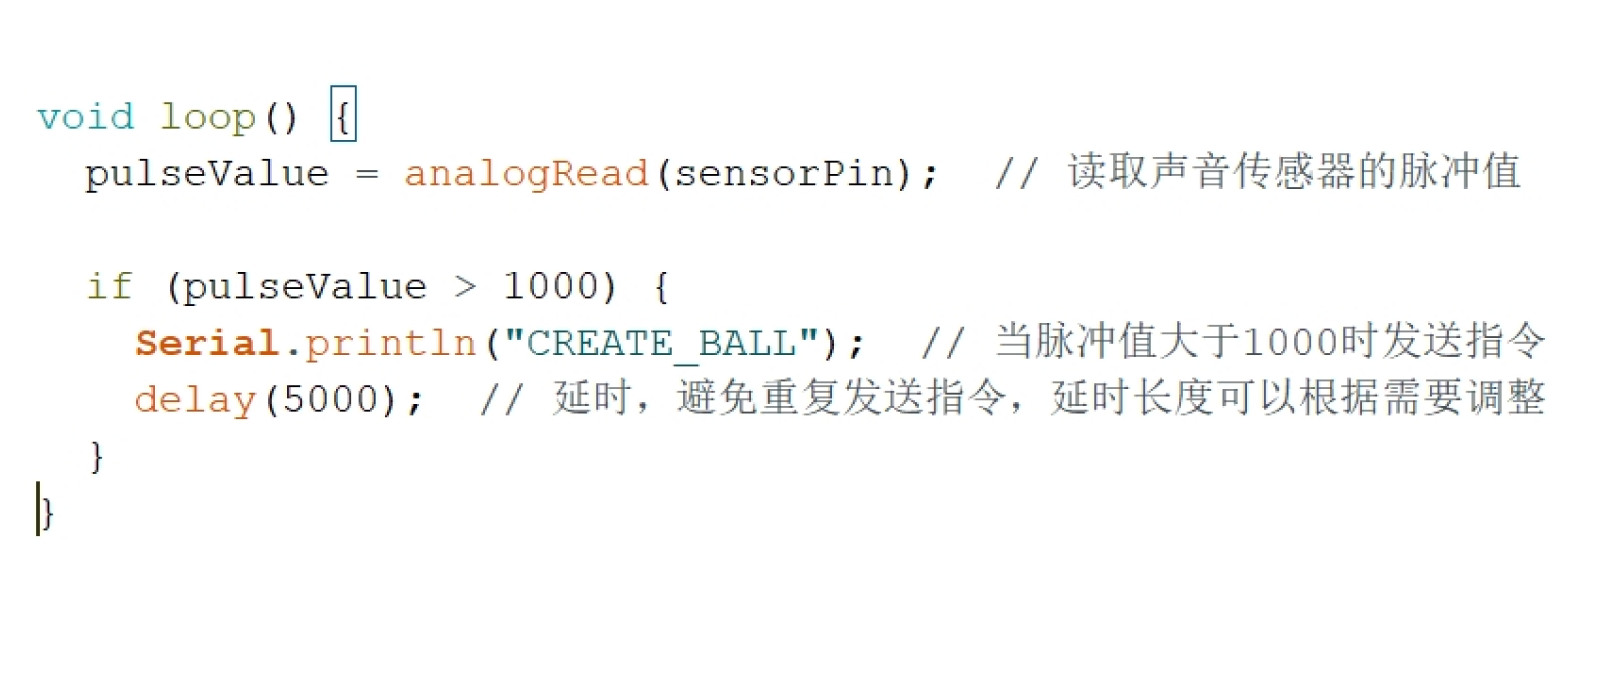 void loop() {
  pulseValue = analogRead(sensorPin);  // 读取声音传感器的脉冲值
  if (pulseValue > 1000) {
    Serial.println("CREATE_BALL");  // 当脉冲值大于1000时发送指令
    delay(5000);  // 延时，避免重复发送指令，延时长度可以根据需要调整
  }
}